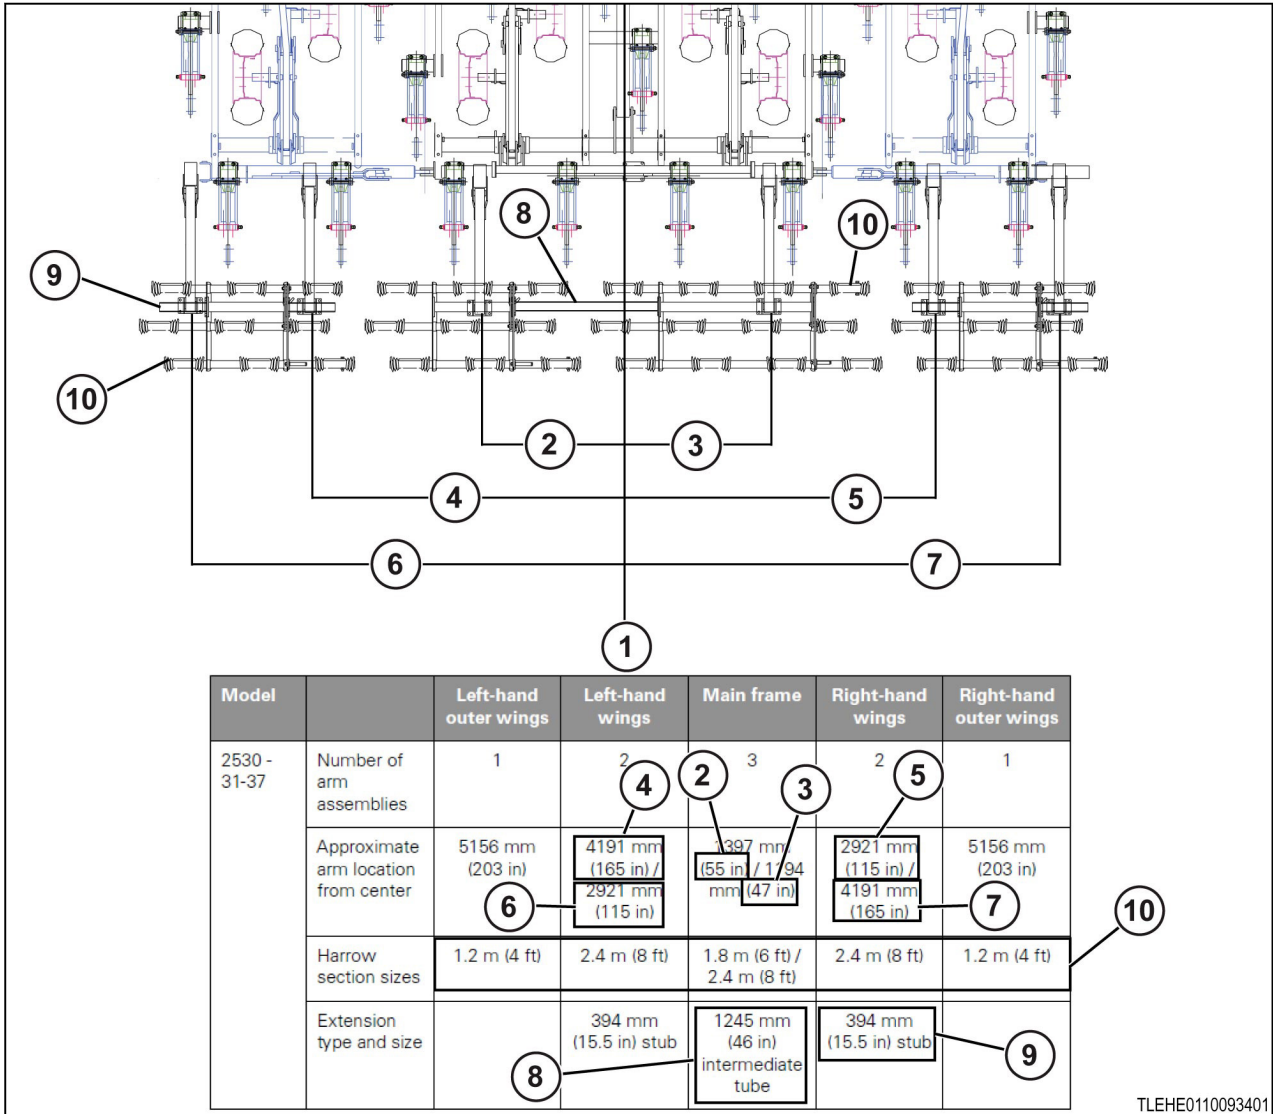 8
10
9
10
2
3
4
5
6
7
1
Model
Left-hand outer wings
Left-hand wings
Main frame
Right-hand wings
Right-hand outer wings
2530 -
31-37
Number of
arm
assemblies
1
2
3
2
1
4
2
3
5
Approximate
arm location
from center
5156 mm
(203 in)
4191 mm
(165 in) /
2921 mm
(115 in)
1397 mm
(55 in) / 1194
mm (47 in)
2921 mm
(115 in) /
4191 mm
(165 in)
5156 mm
(203 in)
6
7
10
Harrow
section sizes
1.2 m (4 ft)
2.4 m (8 ft)
1.8 m (6 ft) /
2.4 m (8 ft)
2.4 m (8 ft)
1.2 m (4 ft)
Extension
type and size
394 mm
(15.5 in) stub
1245 mm
(46 in)
intermediate
tube
394 mm
(15.5 in) stub
8
9
TLEHE0110093401